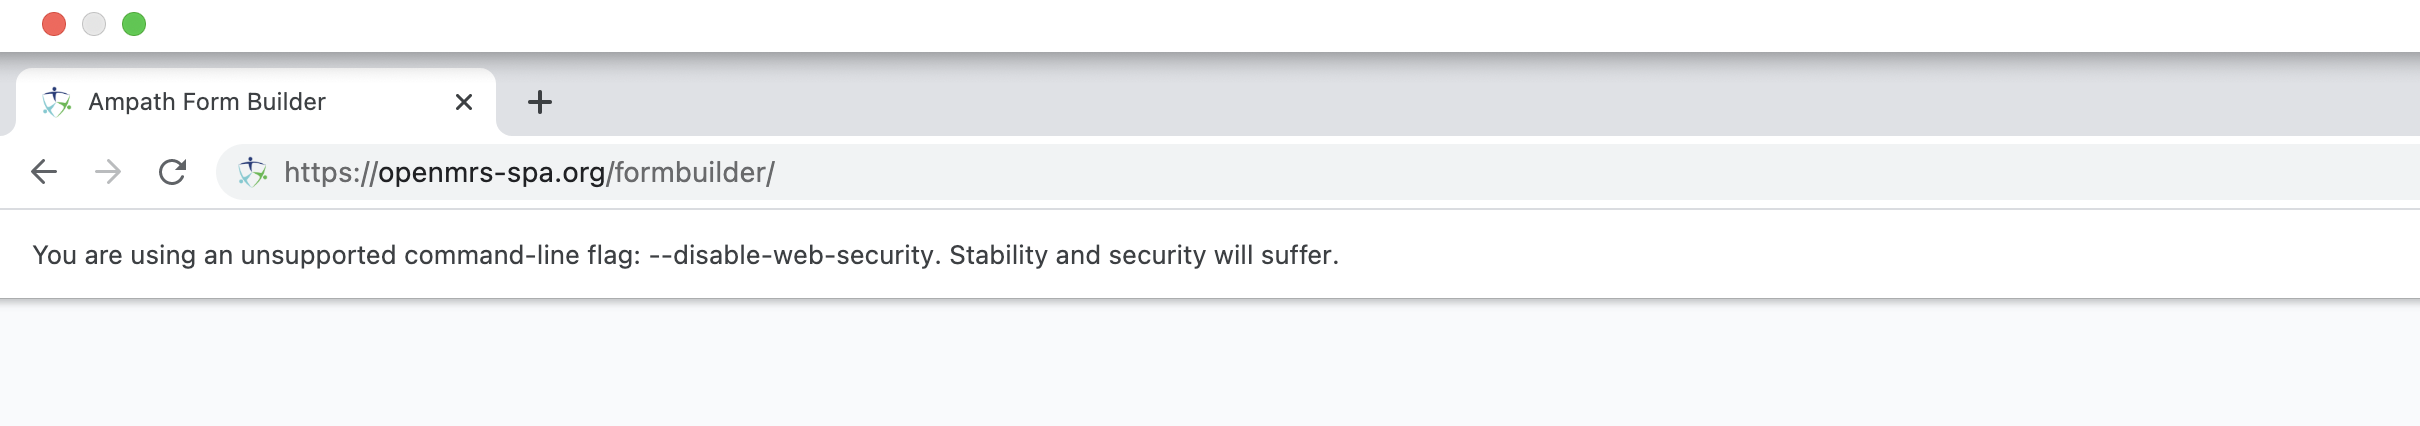 Ampath Form Builder
https://openmrs-spa.org/formbuilder/
You are using an unsupported command-line flag: --disable-web-security. Stability and security will suffer.